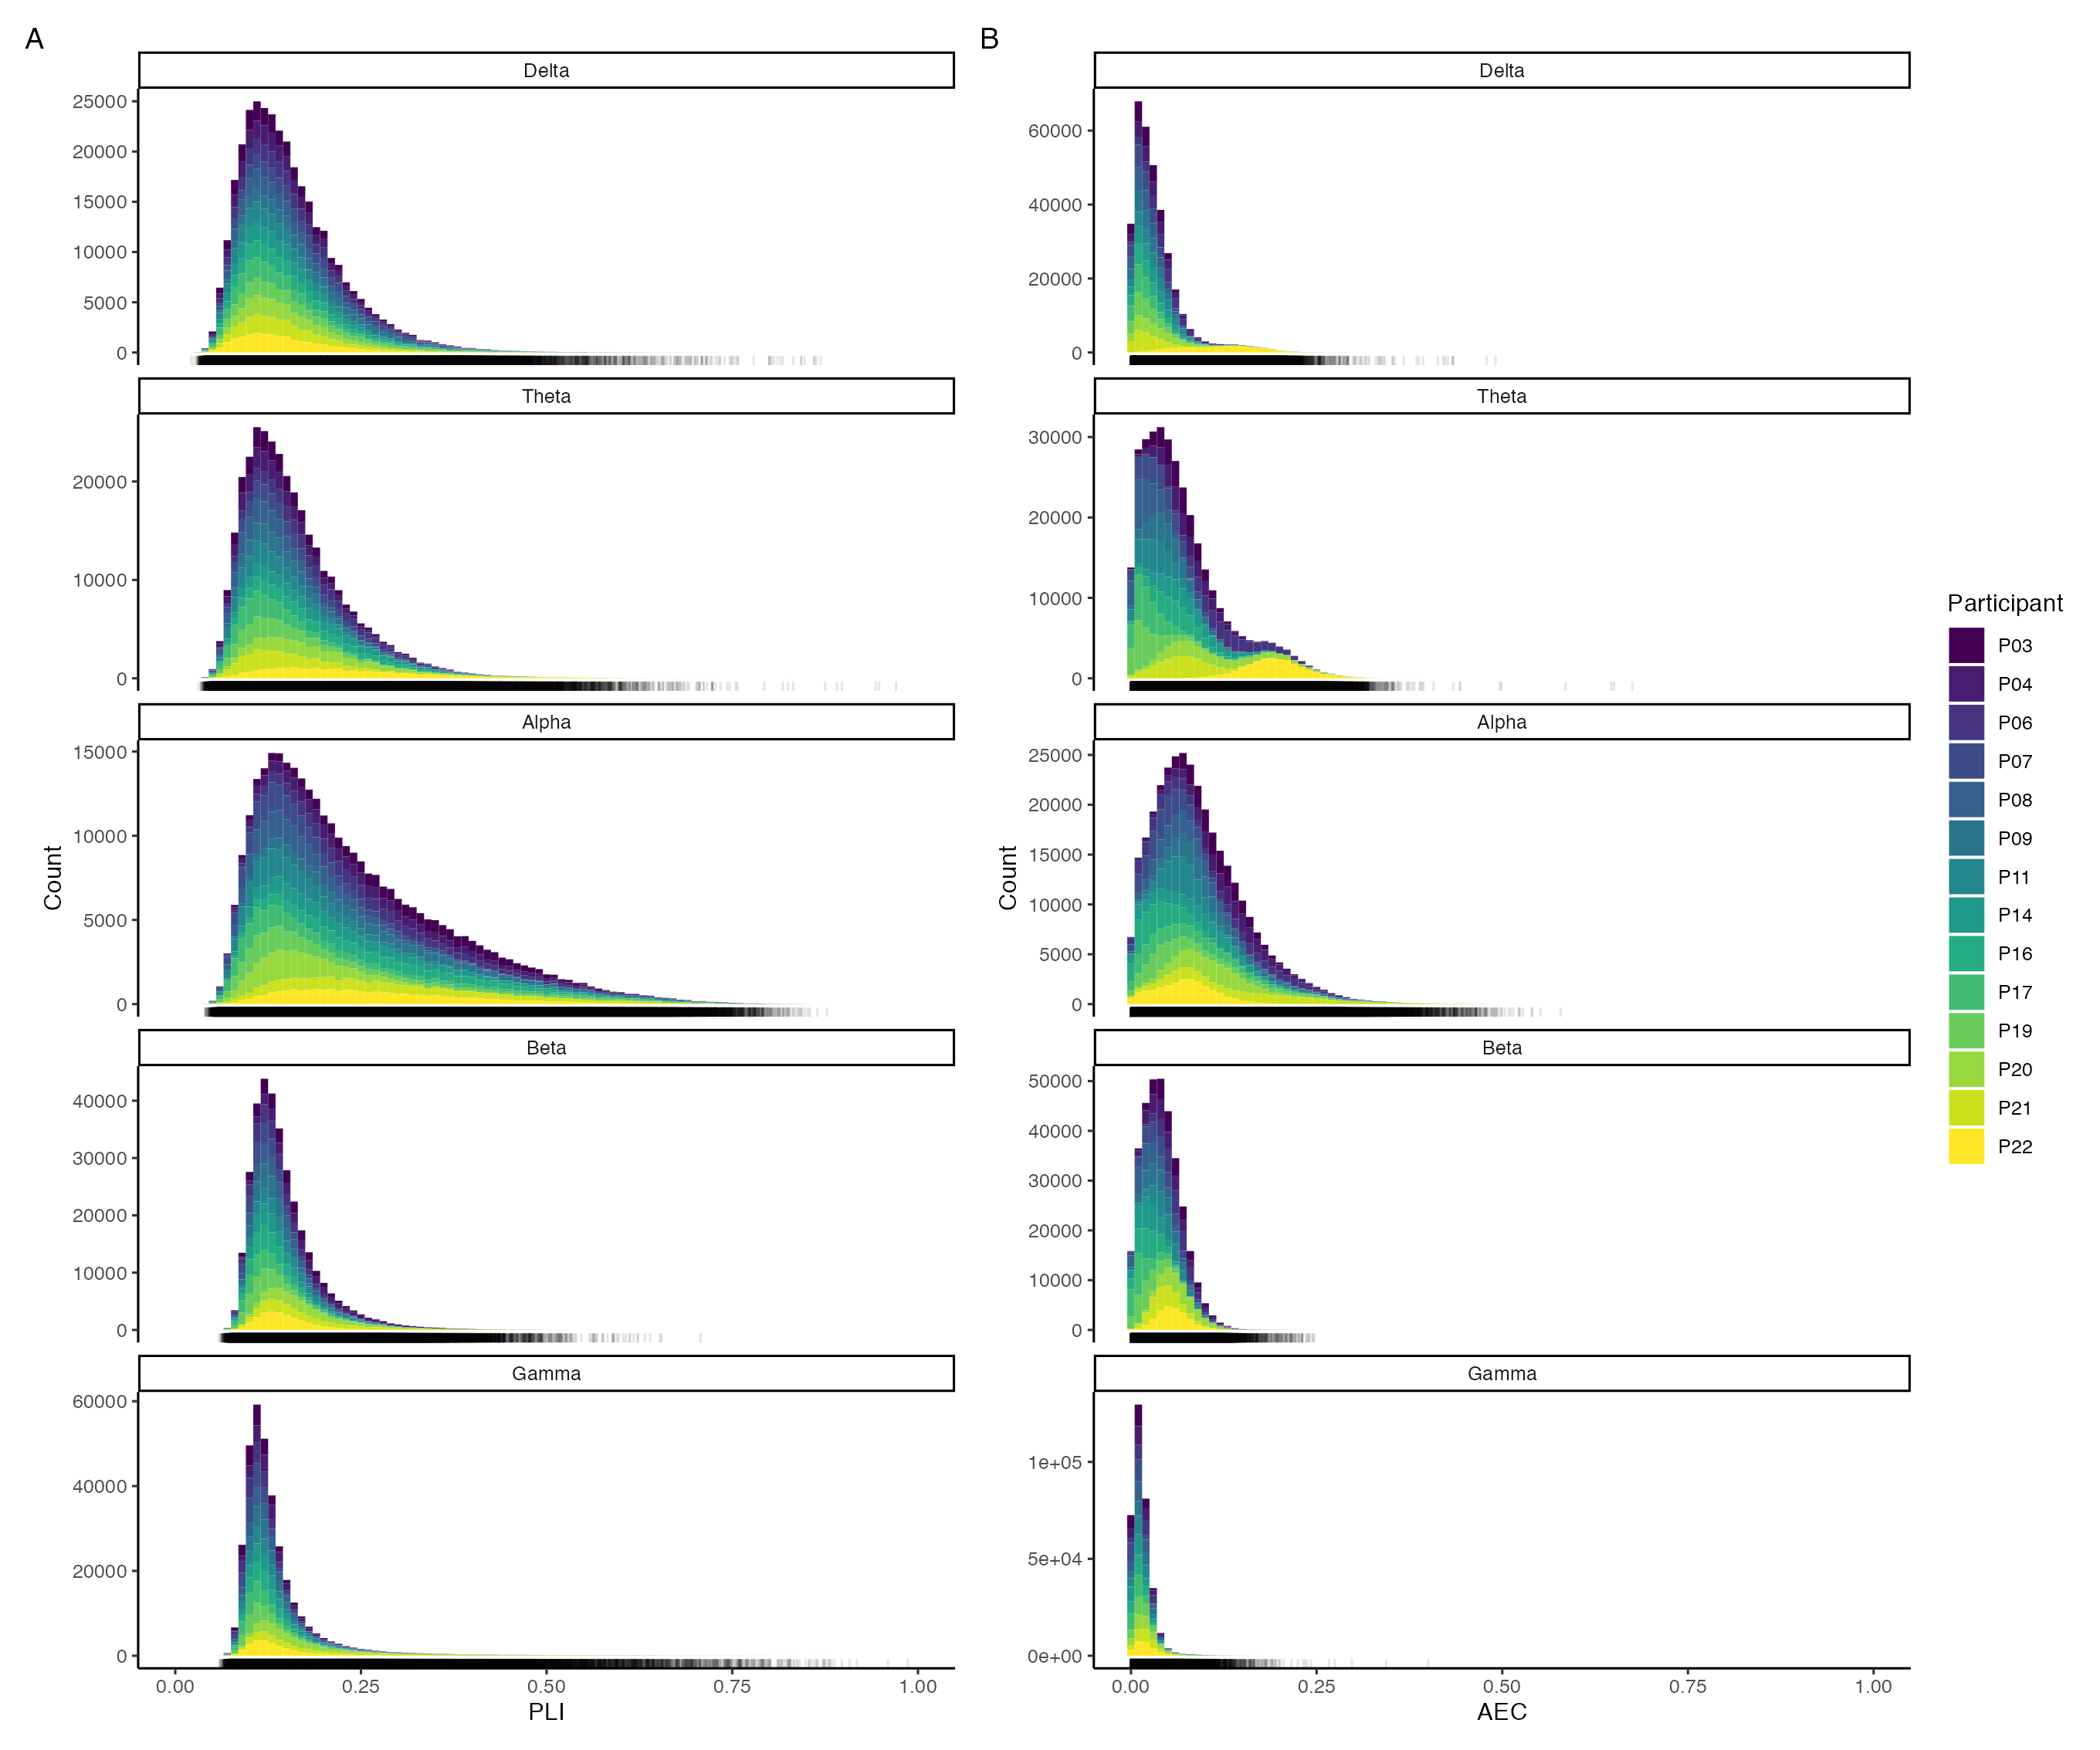 A
Delta
25000
20000
15000
10000
5000
0
Theta
20000
10000
0
Alpha
15000
10000
5000
0
Beta
40000
30000
20000
10000
0
Gamma
60000
40000
20000
0
0.00 0.25 0.50 0.75 1.00
PLI
Count
B
Delta
60000
40000
20000
0
Theta
30000
20000
10000
0
Alpha
25000
20000
15000
10000
5000
0
Beta
50000
40000
30000
20000
10000
0
Gamma
1e+05
5e+04
0e+00
0.00 0.25 0.50 0.75 1.00
AEC
Count
Participant
P03
P04
P06
P07
P08
P09
P11
P14
P16
P17
P19
P20
P21
P22